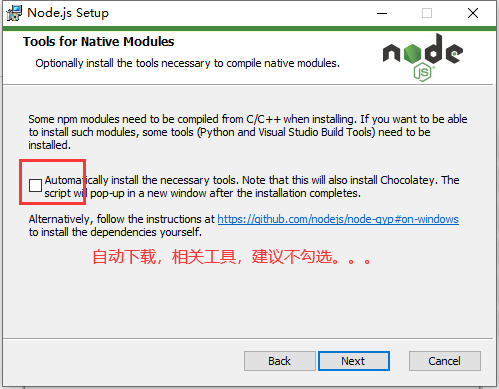 Node.js Setup
Tools for Native Modules
Optionally install the tools necessary to compile native modules.
node
JS
Some npm modules need to be compiled from C/C++ when installing. If you want to be able
to install such modules, some tools (Python and Visual Studio Build Tools) need to be
installed.
Automatically install the necessary tools. Note that this will also install Chocolatey. The
script will pop-up in a new window after the installation completes.
Alternatively, follow the instructions at https://github.com/nodejs/node-gyp#on-windows
to install the dependencies yourself.
自动下载，相关工具，建议不勾选。。。
Back
Next
Cancel